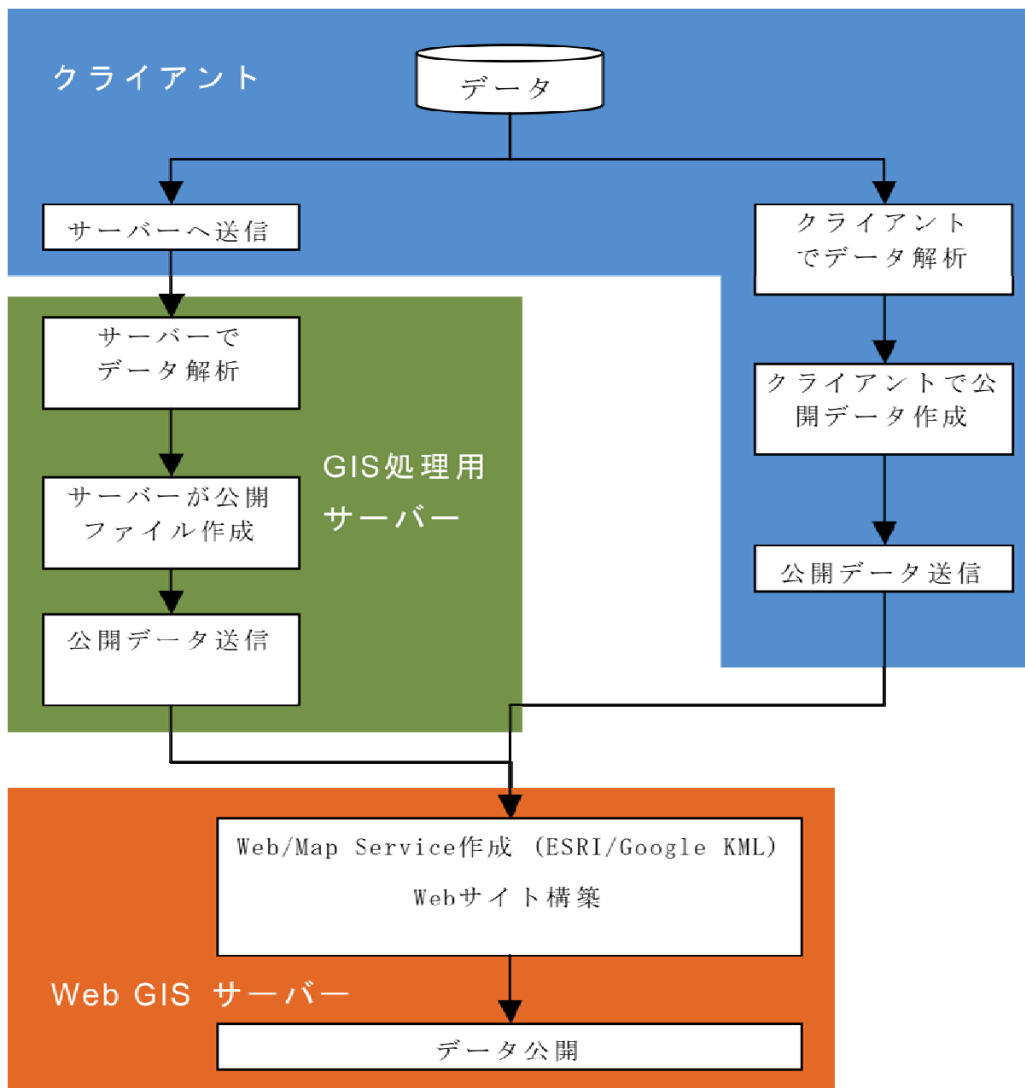 クライアント
データ
サーバーへ送信
クライアント
でデータ解析
サーバーで
データ解析
クライアントで公
開データ作成
GIS処理用
サーバー
サーバーが公開
ファイル作成
公開データ送信
公開データ送信
Web/Map Service作成 (ESRI/Google KML)
Webサイト構築
Web GIS サーバー
データ公開